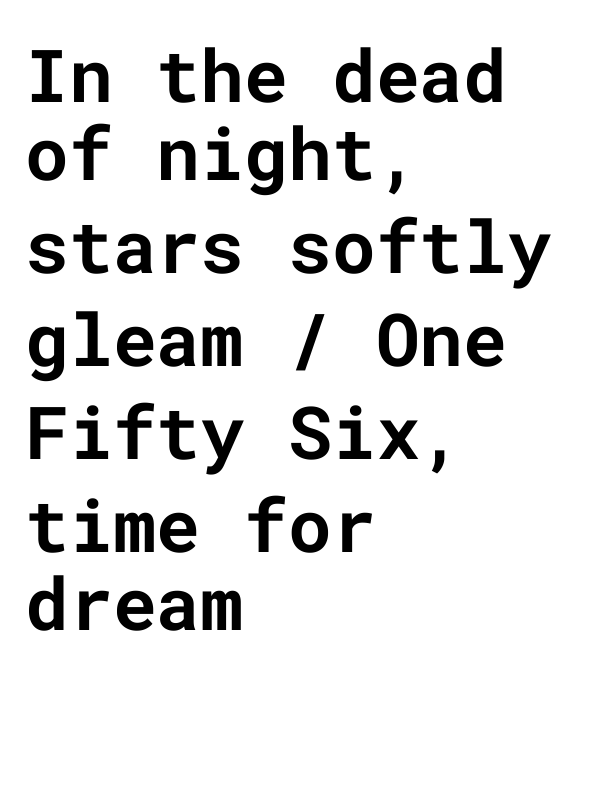 In the dead
of night,
stars softly
gleam / One
Fifty Six,
time for
dream